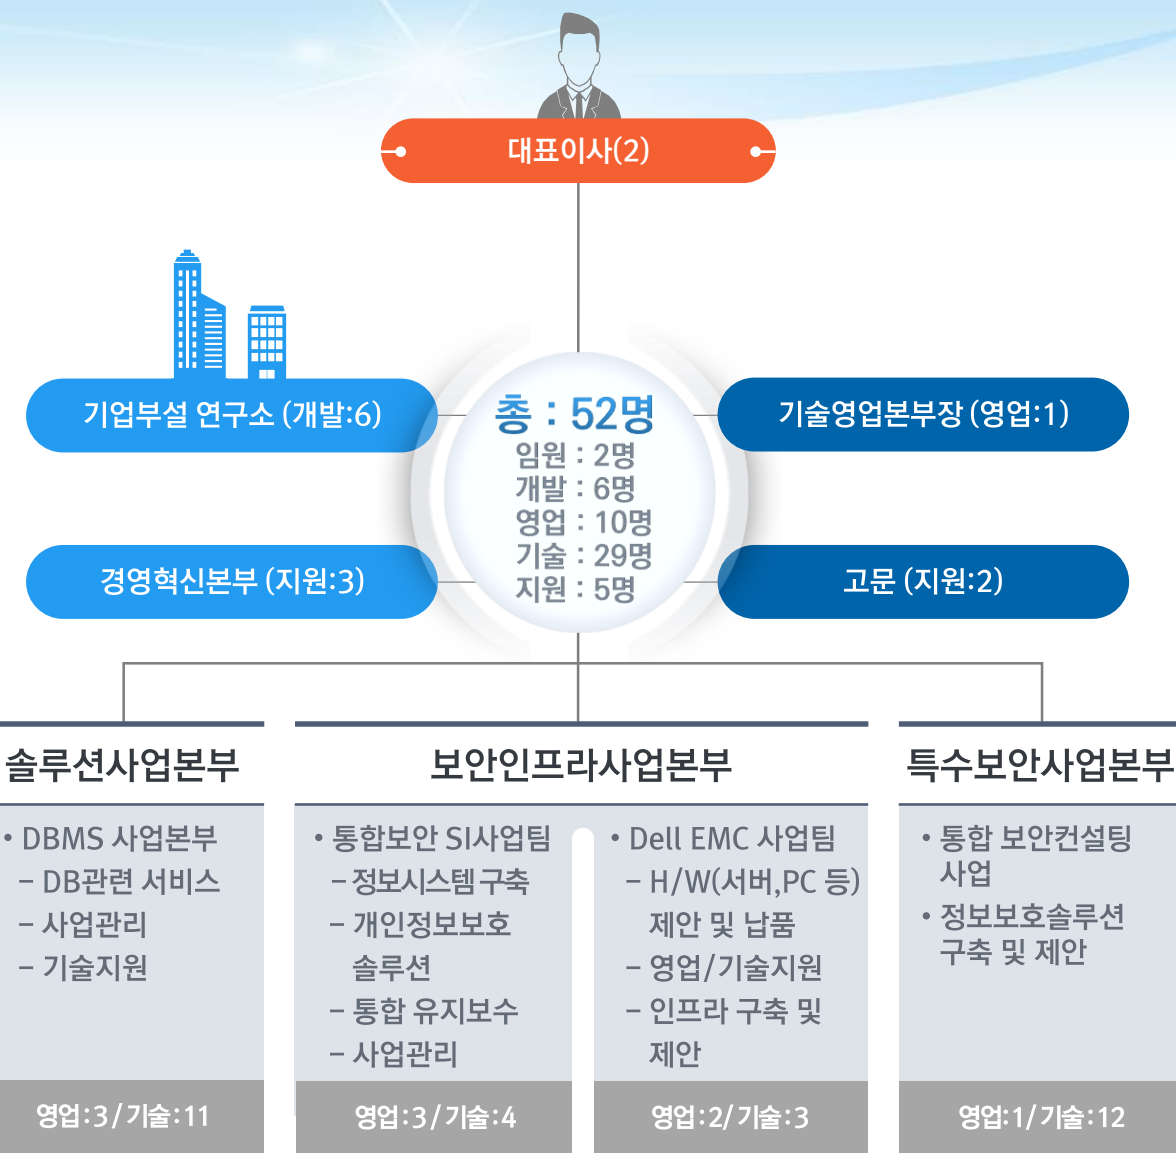 대표이사(2)
기업부설 연구소 (개발:6)
총 : 52명
임원 : 2명
개발 : 6명
영업 : 10명
기술 : 29명
지원 : 5명
기술영업본부장 (영업:1)
경영혁신본부 (지원:3)
고문 (지원:2)
솔루션사업본부
• DBMS 사업본부
– DB관련 서비스
– 사업관리
– 기술지원
영업 : 3 / 기술 : 11
보안인프라사업본부
• 통합보안 SI사업팀
– 정보시스템 구축
– 개인정보보호
솔루션
– 통합 유지보수
– 사업관리
영업 : 3 / 기술 : 4
• Dell EMC 사업팀
– H/W(서버,PC 등)
제안 및 납품
– 영업/기술지원
– 인프라 구축 및
제안
영업 : 2/ 기술 : 3
특수보안사업본부
• 통합 보안컨설팅
사업
• 정보보호솔루션
구축 및 제안
영업: 1/ 기술 : 12